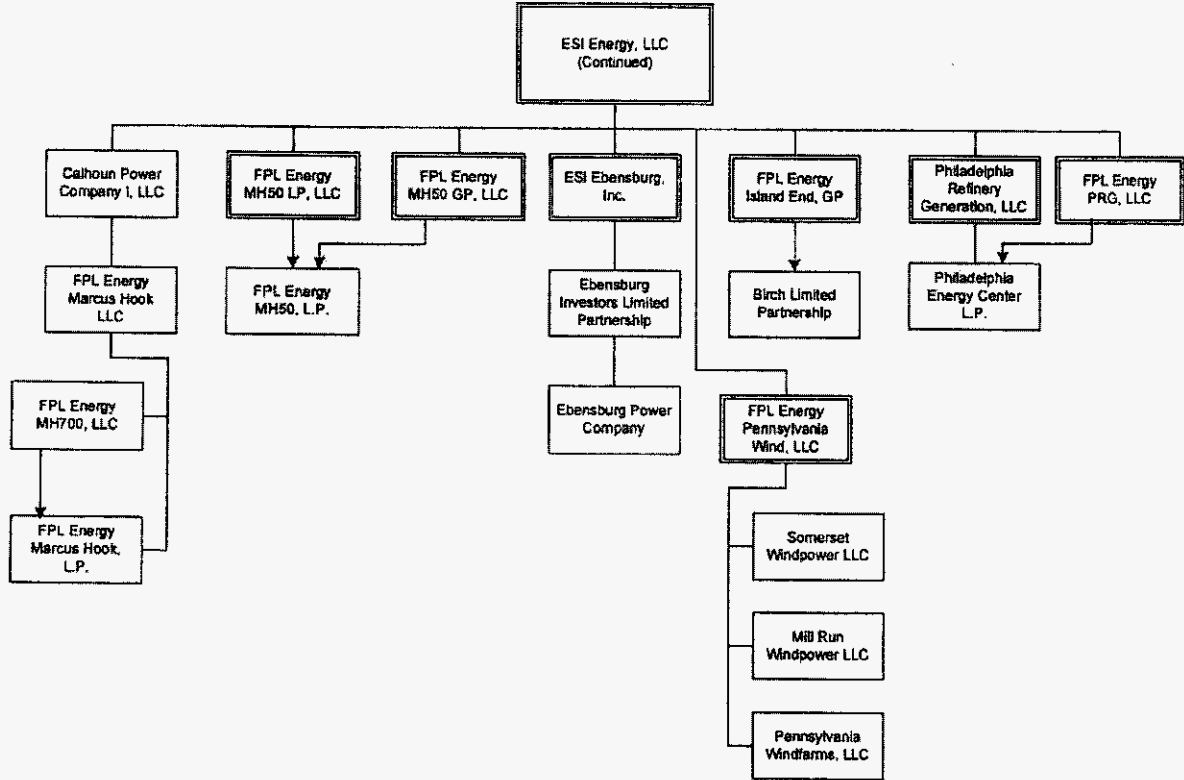 ESI Energy, LLC
(Continued)
Calhoun Power
Company I, LLC
FPL Energy
MH50 LP, LLC
FPL Energy
MH50 GP, LLC
ESI Ebensburg,
Inc.
FPL Energy
Island End, GP
Philadelphia
Refinery
Generation, LLC
FPL Energy
PRG, LLC
FPL Energy
Marcus Hook
LLC
FPL Energy
MH50, L.P.
Ebensburg
Investors Limited
Partnership
Birch Limited
Partnership
Philadelphia
Energy Center
L.P.
FPL Energy
MH700, LLC
Ebensburg Power
Company
FPL Energy
Pennsylvania
Wind, LLC
FPL Energy
Marcus Hook,
L.P.
Somerset
Windpower LLC
Mill Run
Windpower LLC
Pennsylvania
Windfarms, LLC